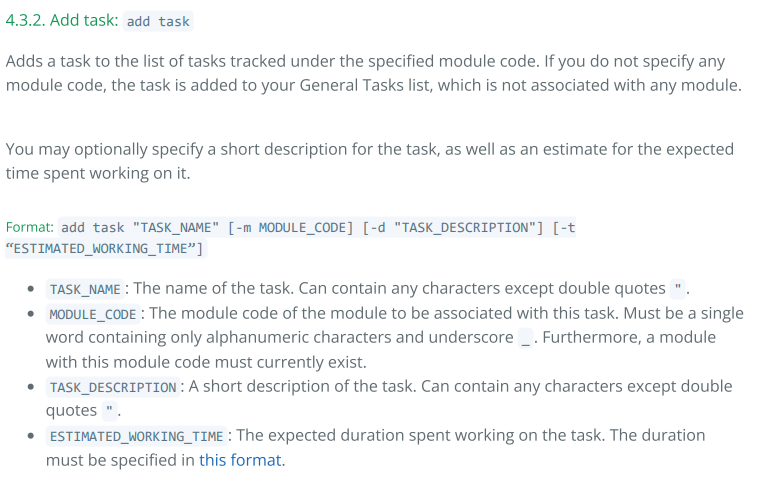 4.3.2. Add task: add task
Adds a task to the list of tasks tracked under the specified module code. If you do not specify any
module code, the task is added to your General Tasks list, which is not associated with any module.
You may optionally specify a short description for the task, as well as an estimate for the expected
time spent working on it.
Format: add task "TASK_NAME" [-m MODULE_CODE] [-d "TASK_DESCRIPTION"] [-t
“ESTIMATED_WORKING_TIME”]
• TASK_NAME: The name of the task. Can contain any characters except double quotes ".
• MODULE_CODE: The module code of the module to be associated with this task. Must be a single
word containing only alphanumeric characters and underscore _. Furthermore, a module
with this module code must currently exist.
• TASK_DESCRIPTION: A short description of the task. Can contain any characters except double
quotes ".
• ESTIMATED_WORKING_TIME: The expected duration spent working on the task. The duration
must be specified in this format.